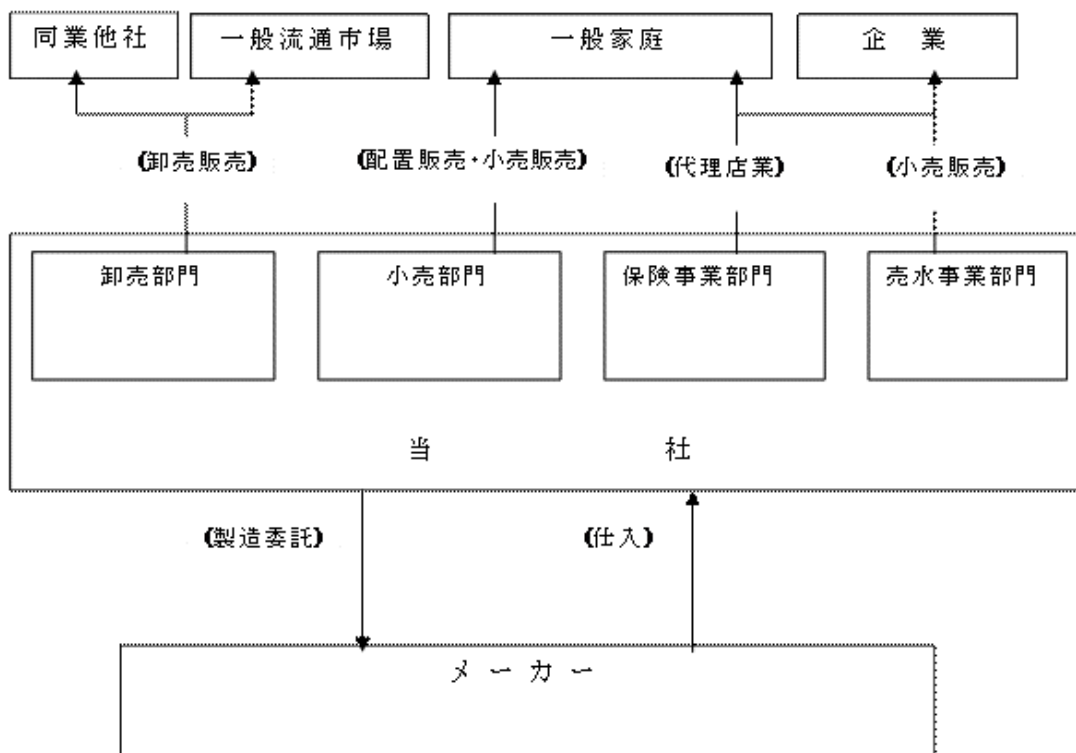 同業他社
一般流通市場
一般家庭
企 業
(卸売販売)
(配置販売・小売販売)
(代理店業)
(小売販売)
卸売部門
小売部門
保険事業部門
売水事業部門
当 社
(製造委託)
(仕入)
メーカー